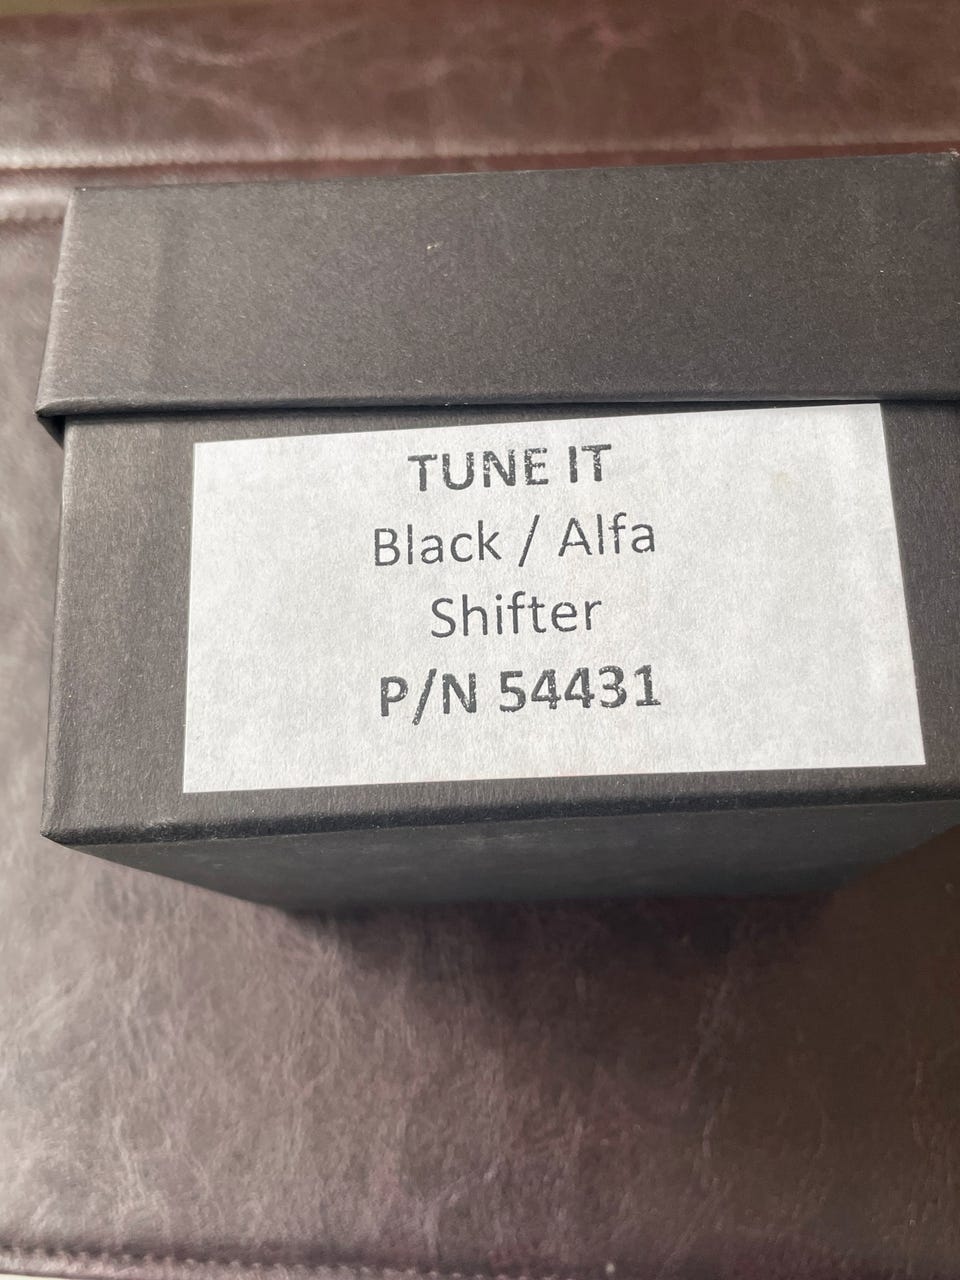 TUNE IT
Black / Alfa
Shifter
P/N 54431